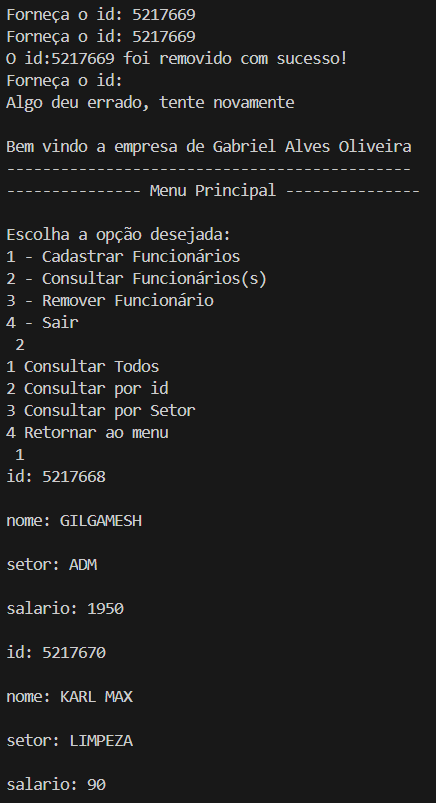 Forneça o id: 5217669
Forneça o id: 5217669
O id:5217669 foi removido com sucesso!
Forneça o id:
Algo deu errado, tente novamente
Bem vindo a empresa de Gabriel Alves Oliveira
---------------------------------------------
--------------- Menu Principal ---------------
Escolha a opção desejada:
1 - Cadastrar Funcionários
2 - Consultar Funcionários(s)
3 - Remover Funcionário
4 - Sair
2
1 Consultar Todos
2 Consultar por id
3 Consultar por Setor
4 Retornar ao menu
1
id: 5217668
nome: GILGAMESH
setor: ADM
salario: 1950
id: 5217670
nome: KARL MAX
setor: LIMPEZA
salario: 90